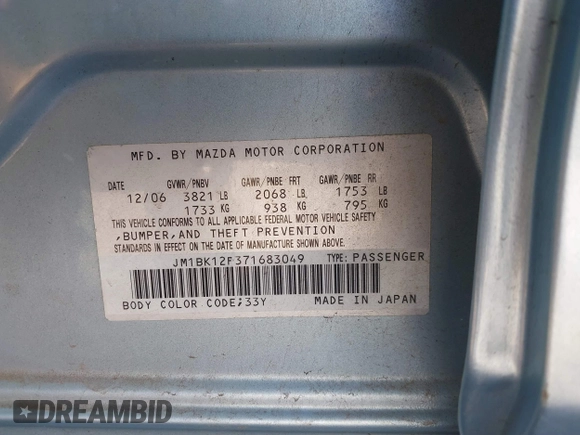 MFD. BY MAZDA MOTOR CORPORATION
DATE GVWR/PNBV GAWR/PNBE FRT GAWR/PNBE RR
12/06 3821 LB 2068 LB, 1753 LB
1733 KG 938 KG 795 KG
THIS VEHICLE CONFORMS TO ALL APPLICABLE FEDERAL MOTOR VEHICLE SAFETY
,BUMPER,AND THEFT PREVENTION
STANDARDS IN EFFECT ON THE DATE OF MANUFACTURE SHOWN ABOVE.
JM1BK12F371683049 TYPE: PASSENGER
BODY COLOR CODE;33Y MADE IN JAPAN
DREAMBID